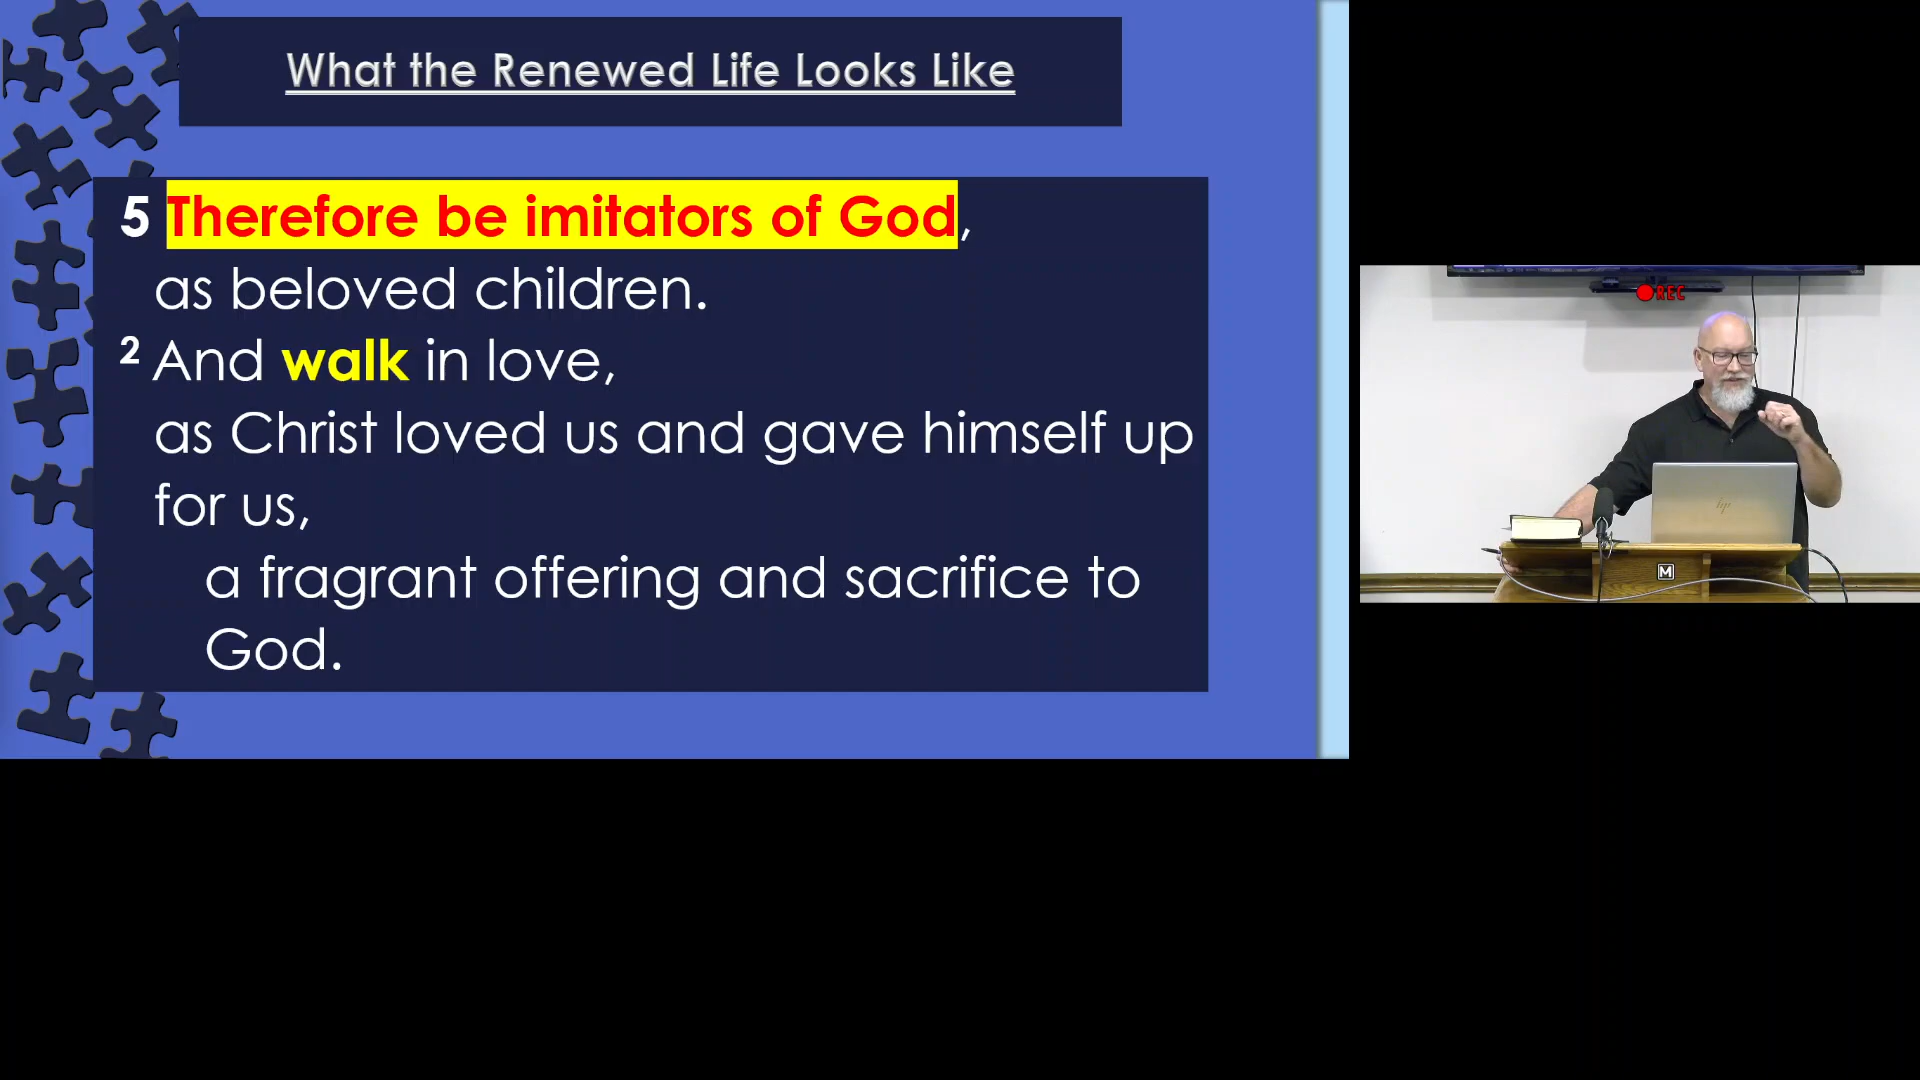 What the Renewed Life Looks Like
5 Therefore be imitators of God,
as beloved children.
2 And walk in love,
as Christ loved us and gave himself up
for us,
a fragrant offering and sacrifice to
God.
REC
hp
M